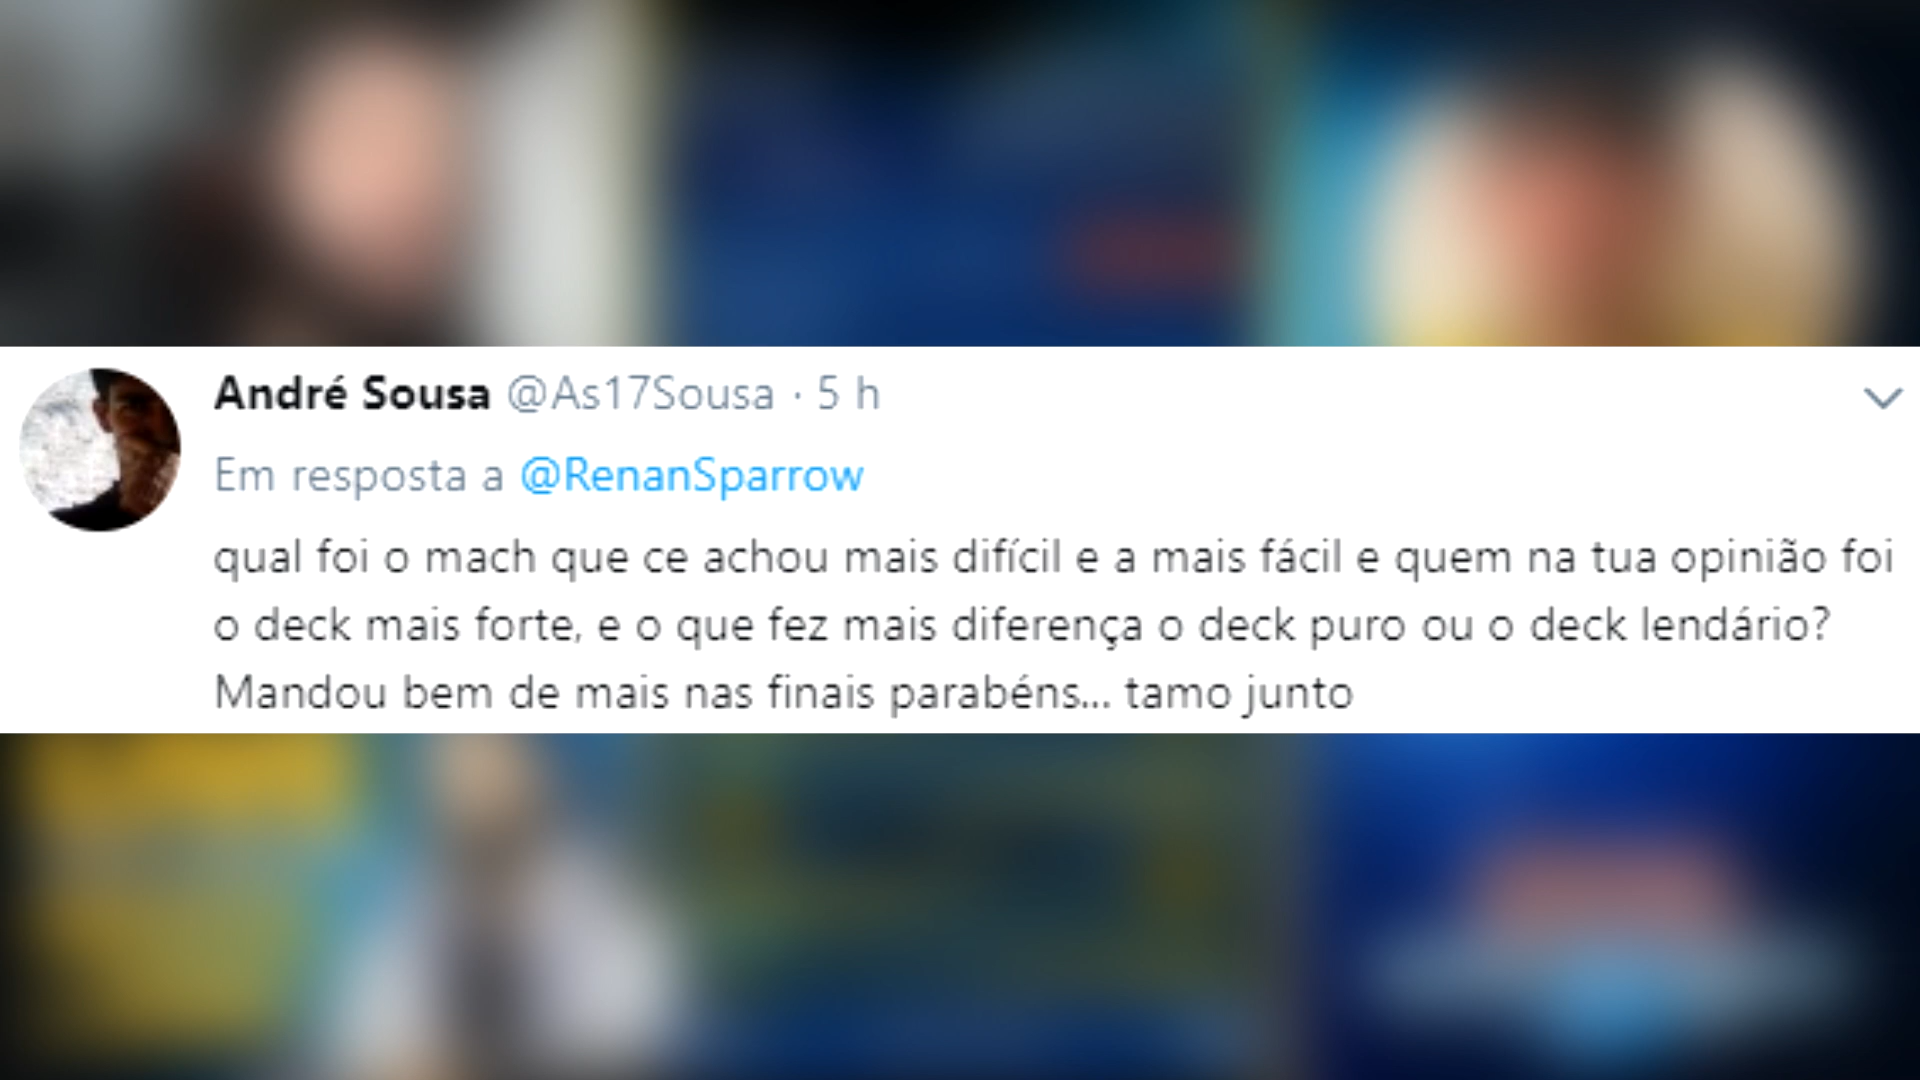 André Sousa @As17Sousa · 5 h
Em resposta a @RenanSparrow
qual foi o mach que ce achou mais difícil e a mais fácil e quem na tua opinião foi
o deck mais forte, e o que fez mais diferença o deck puro ou o deck lendário?
Mandou bem de mais nas finais parabéns... tamo junto